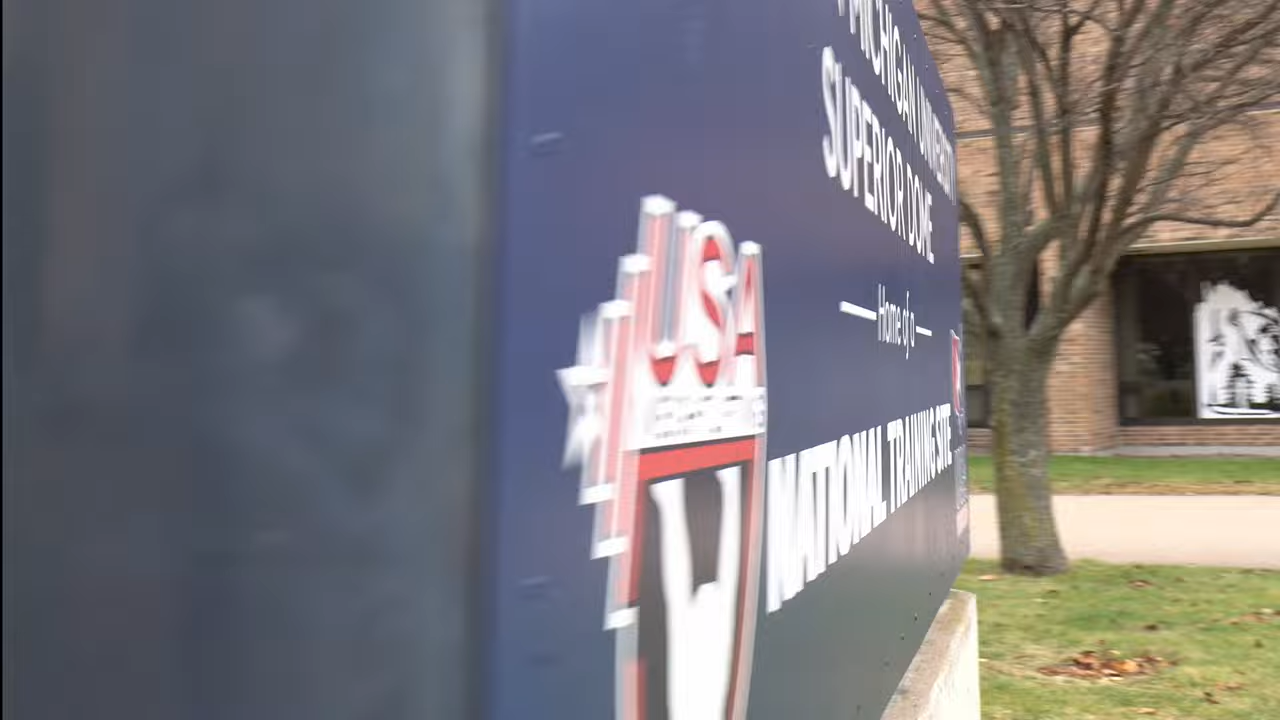 MICHIGAN UNIVERSITY
SUPERIOR DOME
Home of a
USA
NATIONAL TRAINING SITE